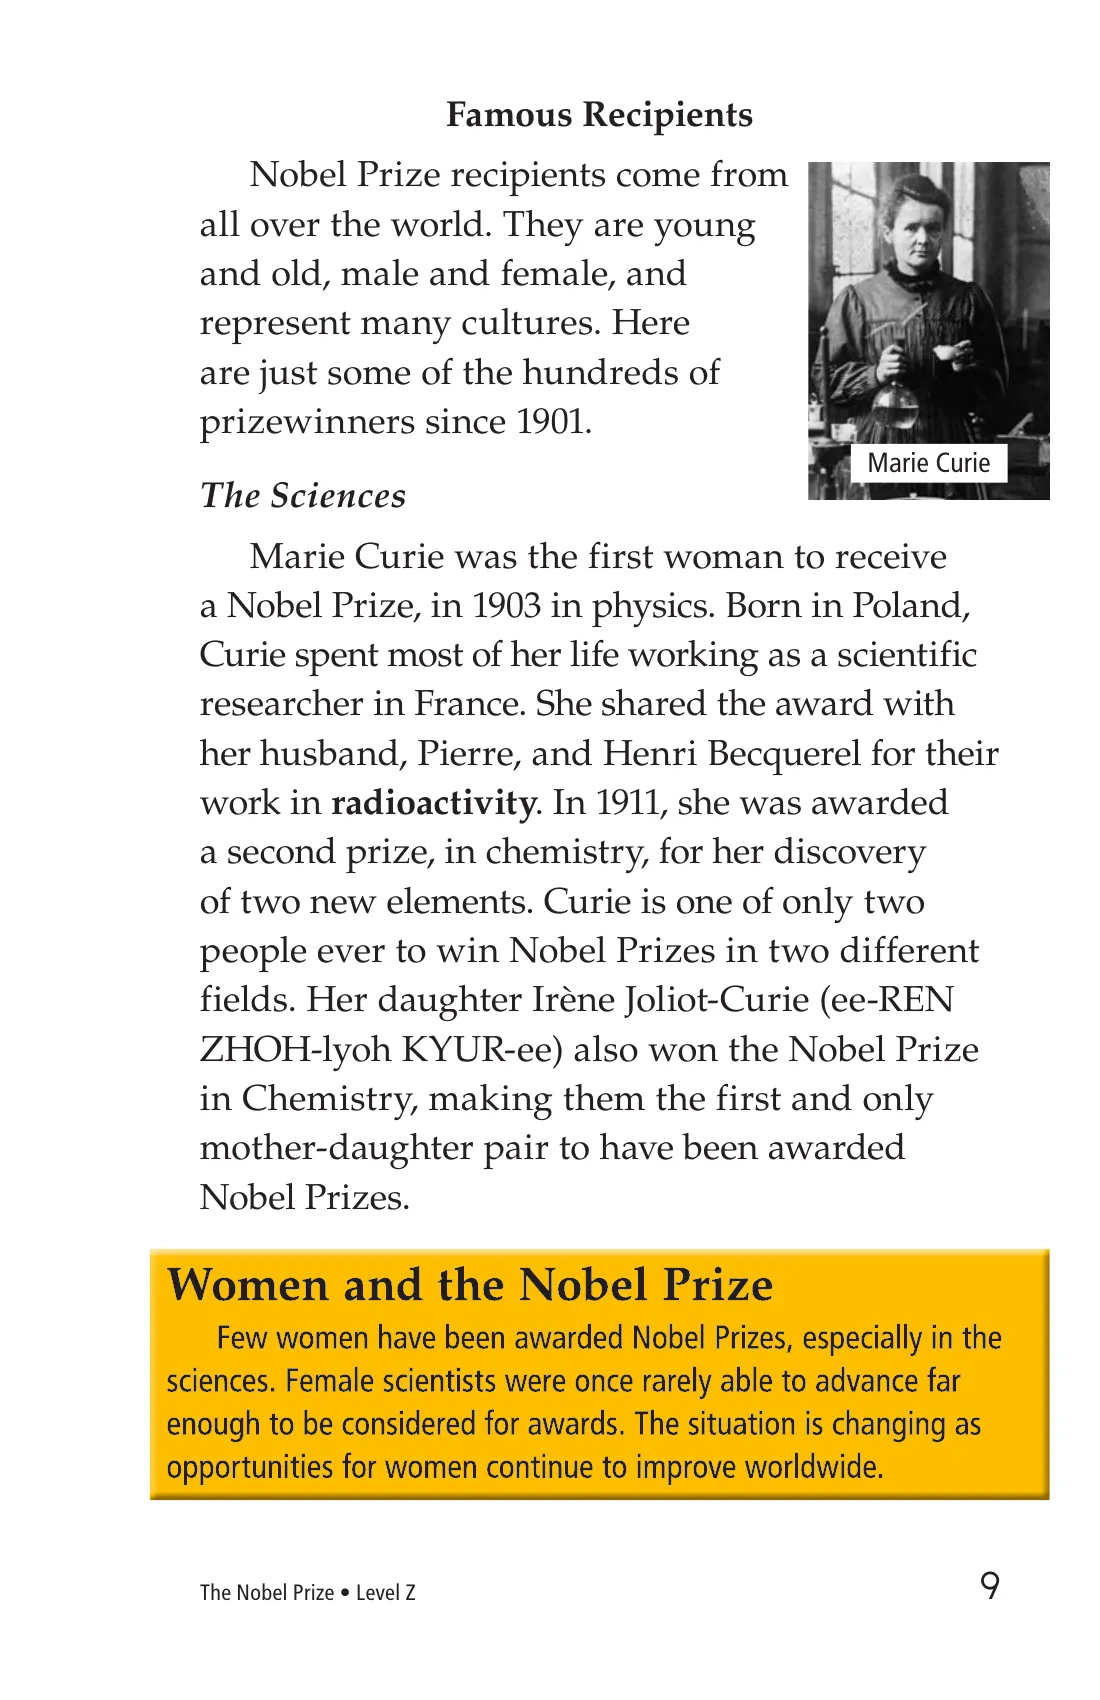 Famous Recipients
Nobel Prize recipients come from
all over the world. They are young
and old, male and female, and
represent many cultures. Here
are just some of the hundreds of
prizewinners since 1901.
Marie Curie
The Sciences
Marie Curie was the first woman to receive
a Nobel Prize, in 1903 in physics. Born in Poland,
Curie spent most of her life working as a scientific
researcher in France. She shared the award with
her husband, Pierre, and Henri Becquerel for their
work in radioactivity. In 1911, she was awarded
a second prize, in chemistry, for her discovery
of two new elements. Curie is one of only two
people ever to win Nobel Prizes in two different
fields. Her daughter Irène Joliot-Curie (ee-REN
ZHOH-lyoh KYUR-ee) also won the Nobel Prize
in Chemistry, making them the first and only
mother-daughter pair to have been awarded
Nobel Prizes.
Women and the Nobel Prize
Few women have been awarded Nobel Prizes, especially in the
sciences. Female scientists were once rarely able to advance far
enough to be considered for awards. The situation is changing as
opportunities for women continue to improve worldwide.
The Nobel Prize • Level Z
9